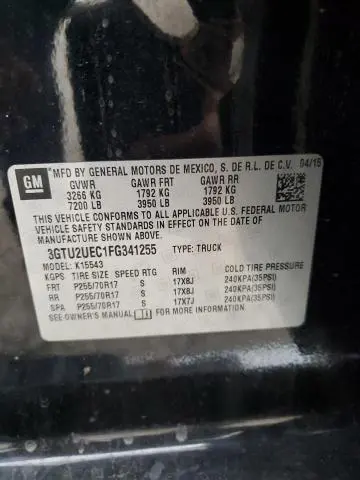 GM
*MFD BY GENERAL MOTORS DE MEXICO, S. DE R.L. DE C.V. 04/15
GVWR GAWR FRT GAWR RR
3266 KG 1792 KG 1792 KG
7200 LB 3950 LB 3950 LB
THIS VEHICLE CONFORMS TO ALL APPLICABLE U.S. FEDERAL MOTOR
VEHICLE SAFETY STANDARDS IN EFFECT ON THE DATE OF
MANUFACTURE SHOWN ABOVE.
3GTU2UEC1FG341255 TYPE: TRUCK
MODEL: K15543
KGPS TIRE SIZE SPEED RTG RIM COLD TIRE PRESSURE
FRT P255/70R17 S 17X8J 240KPA(35PSI)
RR P255/70R17 S 17X8J 240KPA(35PSI)
SPA P255/70R17 S 17X7J 240KPA(35PSI)
SEE OWNER'S MANUAL FOR MORE INFORMATION.